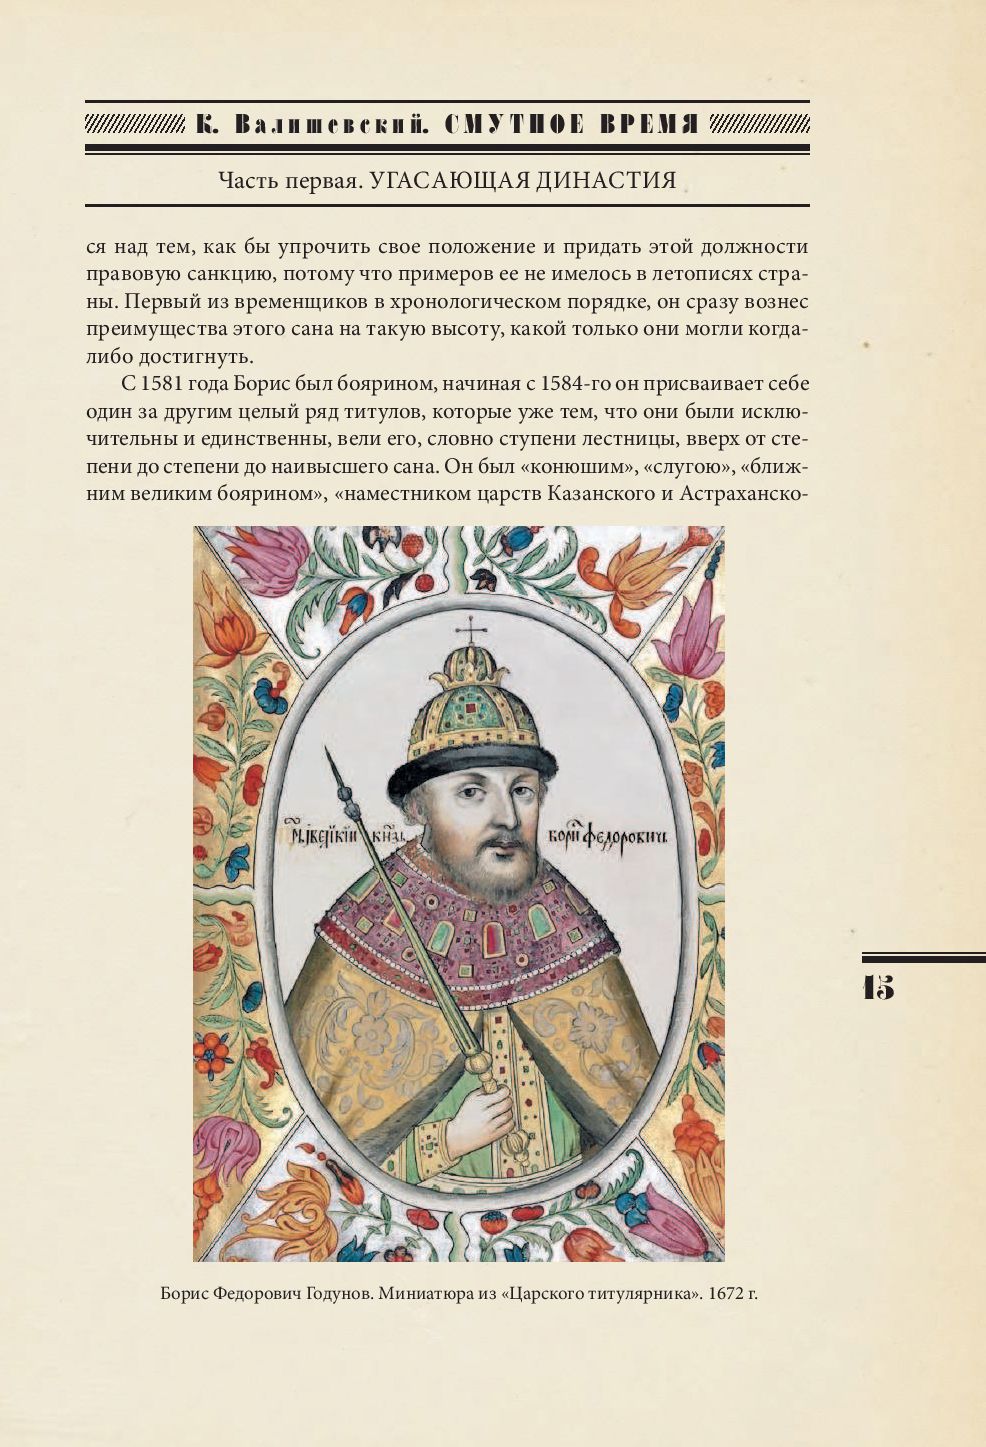 К. Валишевский. СМУТНОЕ ВРЕМЯ
Часть первая. УГАСАЮЩАЯ ДИНАСТИЯ
ся над тем, как бы упрочить свое положение и придать этой должности
правовую санкцию, потому что примеров ее не имелось в летописях стра-
ны. Первый из временщиков в хронологическом порядке, он сразу вознес
преимущества этого сана на такую высоту, какой только они могли когда-
либо достигнуть.
С 1581 года Борис был боярином, начиная с 1584-го он присваивает себе
один за другим целый ряд титулов, которые уже тем, что они были исклю-
чительны и единственны, вели его, словно ступени лестницы, вверх от сте-
пени до степени до наивысшего сана. Он был «конюшим», «слугою», «ближ-
ним великим боярином», «наместником царств Казанского и Астраханско-
Борис Федорович Годунов. Миниатюра из «Царского титулярника». 1672 г.
15